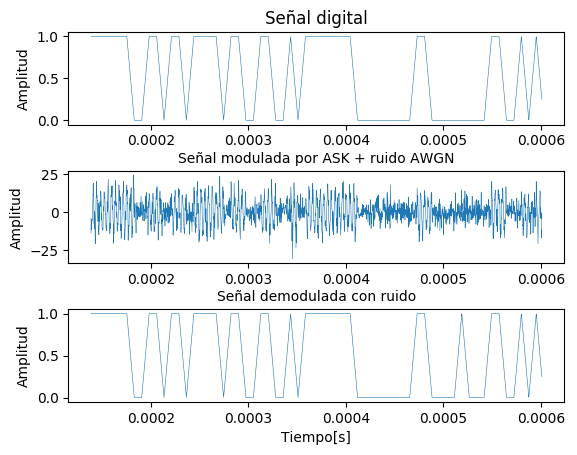 Señal digital
Amplitud
1.0
0.5
0.0
0.0002 0.0003 0.0004 0.0005 0.0006
Señal modulada por ASK + ruido AWGN
Amplitud
25
0
−25
0.0002 0.0003 0.0004 0.0005 0.0006
Señal demodulada con ruido
Amplitud
1.0
0.5
0.0
0.0002 0.0003 0.0004 0.0005 0.0006
Tiempo[s]